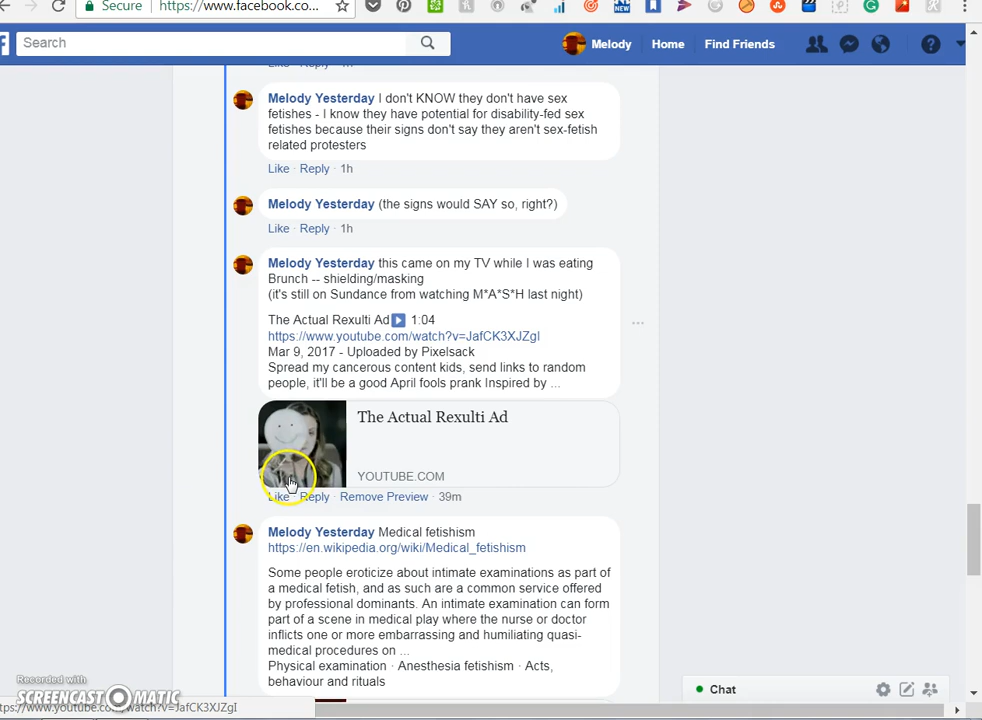 Secure
https://www.facebook.co...
NEW
Search
Melody
Home
Find Friends
Like · Reply · 1h
Melody Yesterday I don't KNOW they don't have sex
fetishes - I know they have potential for disability-fed sex
fetishes because their signs don't say they aren't sex-fetish
related protesters
Like · Reply · 1h
Melody Yesterday (the signs would SAY so, right?)
Like · Reply · 1h
Melody Yesterday this came on my TV while I was eating
Brunch -- shielding/masking
(it's still on Sundance from watching M*A*S*H last night)
The Actual Rexulti Ad▶ 1:04
https://www.youtube.com/watch?v=JafCK3XJZgI
Mar 9, 2017 - Uploaded by Pixelsack
Spread my cancerous content kids, send links to random
people, it'll be a good April fools prank Inspired by ...
The Actual Rexulti Ad
YOUTUBE.COM
Like · Reply · Remove Preview · 39m
Melody Yesterday Medical fetishism
https://en.wikipedia.org/wiki/Medical_fetishism
Some people eroticize about intimate examinations as part of
a medical fetish, and as such are a common service offered
by professional dominants. An intimate examination can form
part of a scene in medical play where the nurse or doctor
inflicts one or more embarrassing and humiliating quasi-
medical procedures on ...
Physical examination · Anesthesia fetishism · Acts,
behaviour and rituals
Chat
Recorded with
SCREENCAST-O-MATIC
ttps://www.youtube.com/watch?v=JafCK3XJZgI